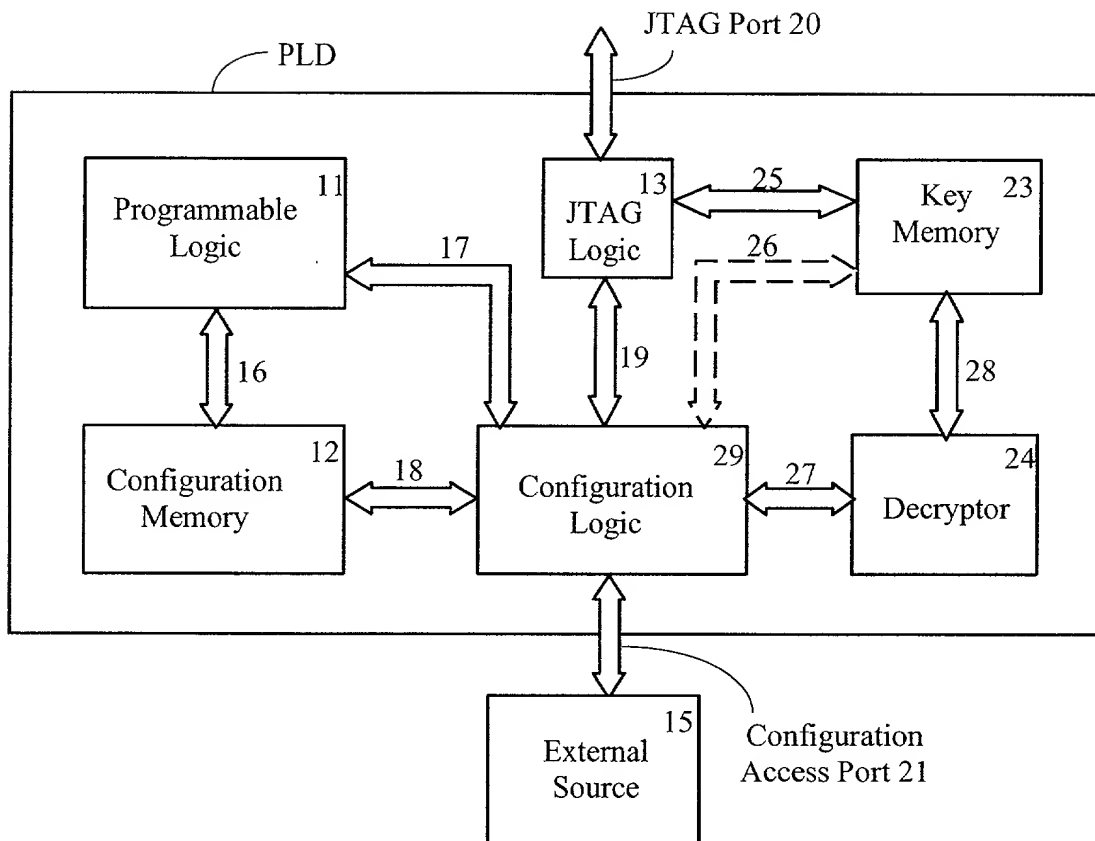 JTAG Port 20
PLD
11
Programmable
Logic
13
JTAG
Logic
25
23
Key
Memory
17
26
16
19
28
12
Configuration
Memory
18
29
Configuration
Logic
27
24
Decryptor
15
External
Source
Configuration
Access Port 21